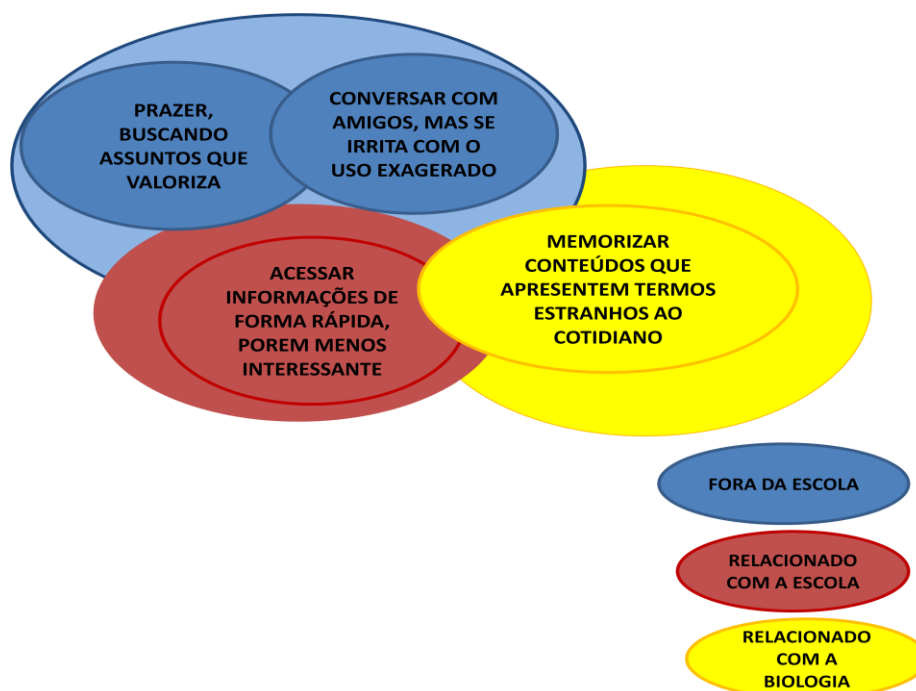 PRAZER,
BUSCANDO
ASSUNTOS QUE
VALORIZA
CONVERSAR COM
AMIGOS, MAS SE
IRRITA COM O
USO EXAGERADO
ACESSAR
INFORMAÇÕES DE
FORMA RÁPIDA,
POREM MENOS
INTERESSANTE
MEMORIZAR
CONTEÚDOS QUE
APRESENTEM TERMOS
ESTRANHOS AO
COTIDIANO
FORA DA ESCOLA
RELACIONADO
COM A ESCOLA
RELACIONADO
COM A
BIOLOGIA